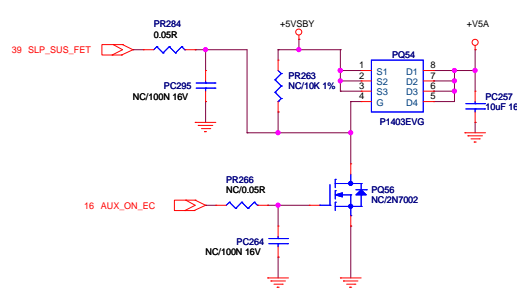 PR284
0.05R
39 SLP_SUS_FET
PC295
NC/100N 16V
+5VSBY
+V5A
PR263
NC/10K 1%
PQ54
1 S1 D1 8
2 S2 D2 7
3 S3 D3 6
4 G D4 5
P1403EVG
PC257
10uF 16
PR266
NC/0.05R
16 AUX_ON_EC
PC264
NC/100N 16V
PQ56
NC/2N7002